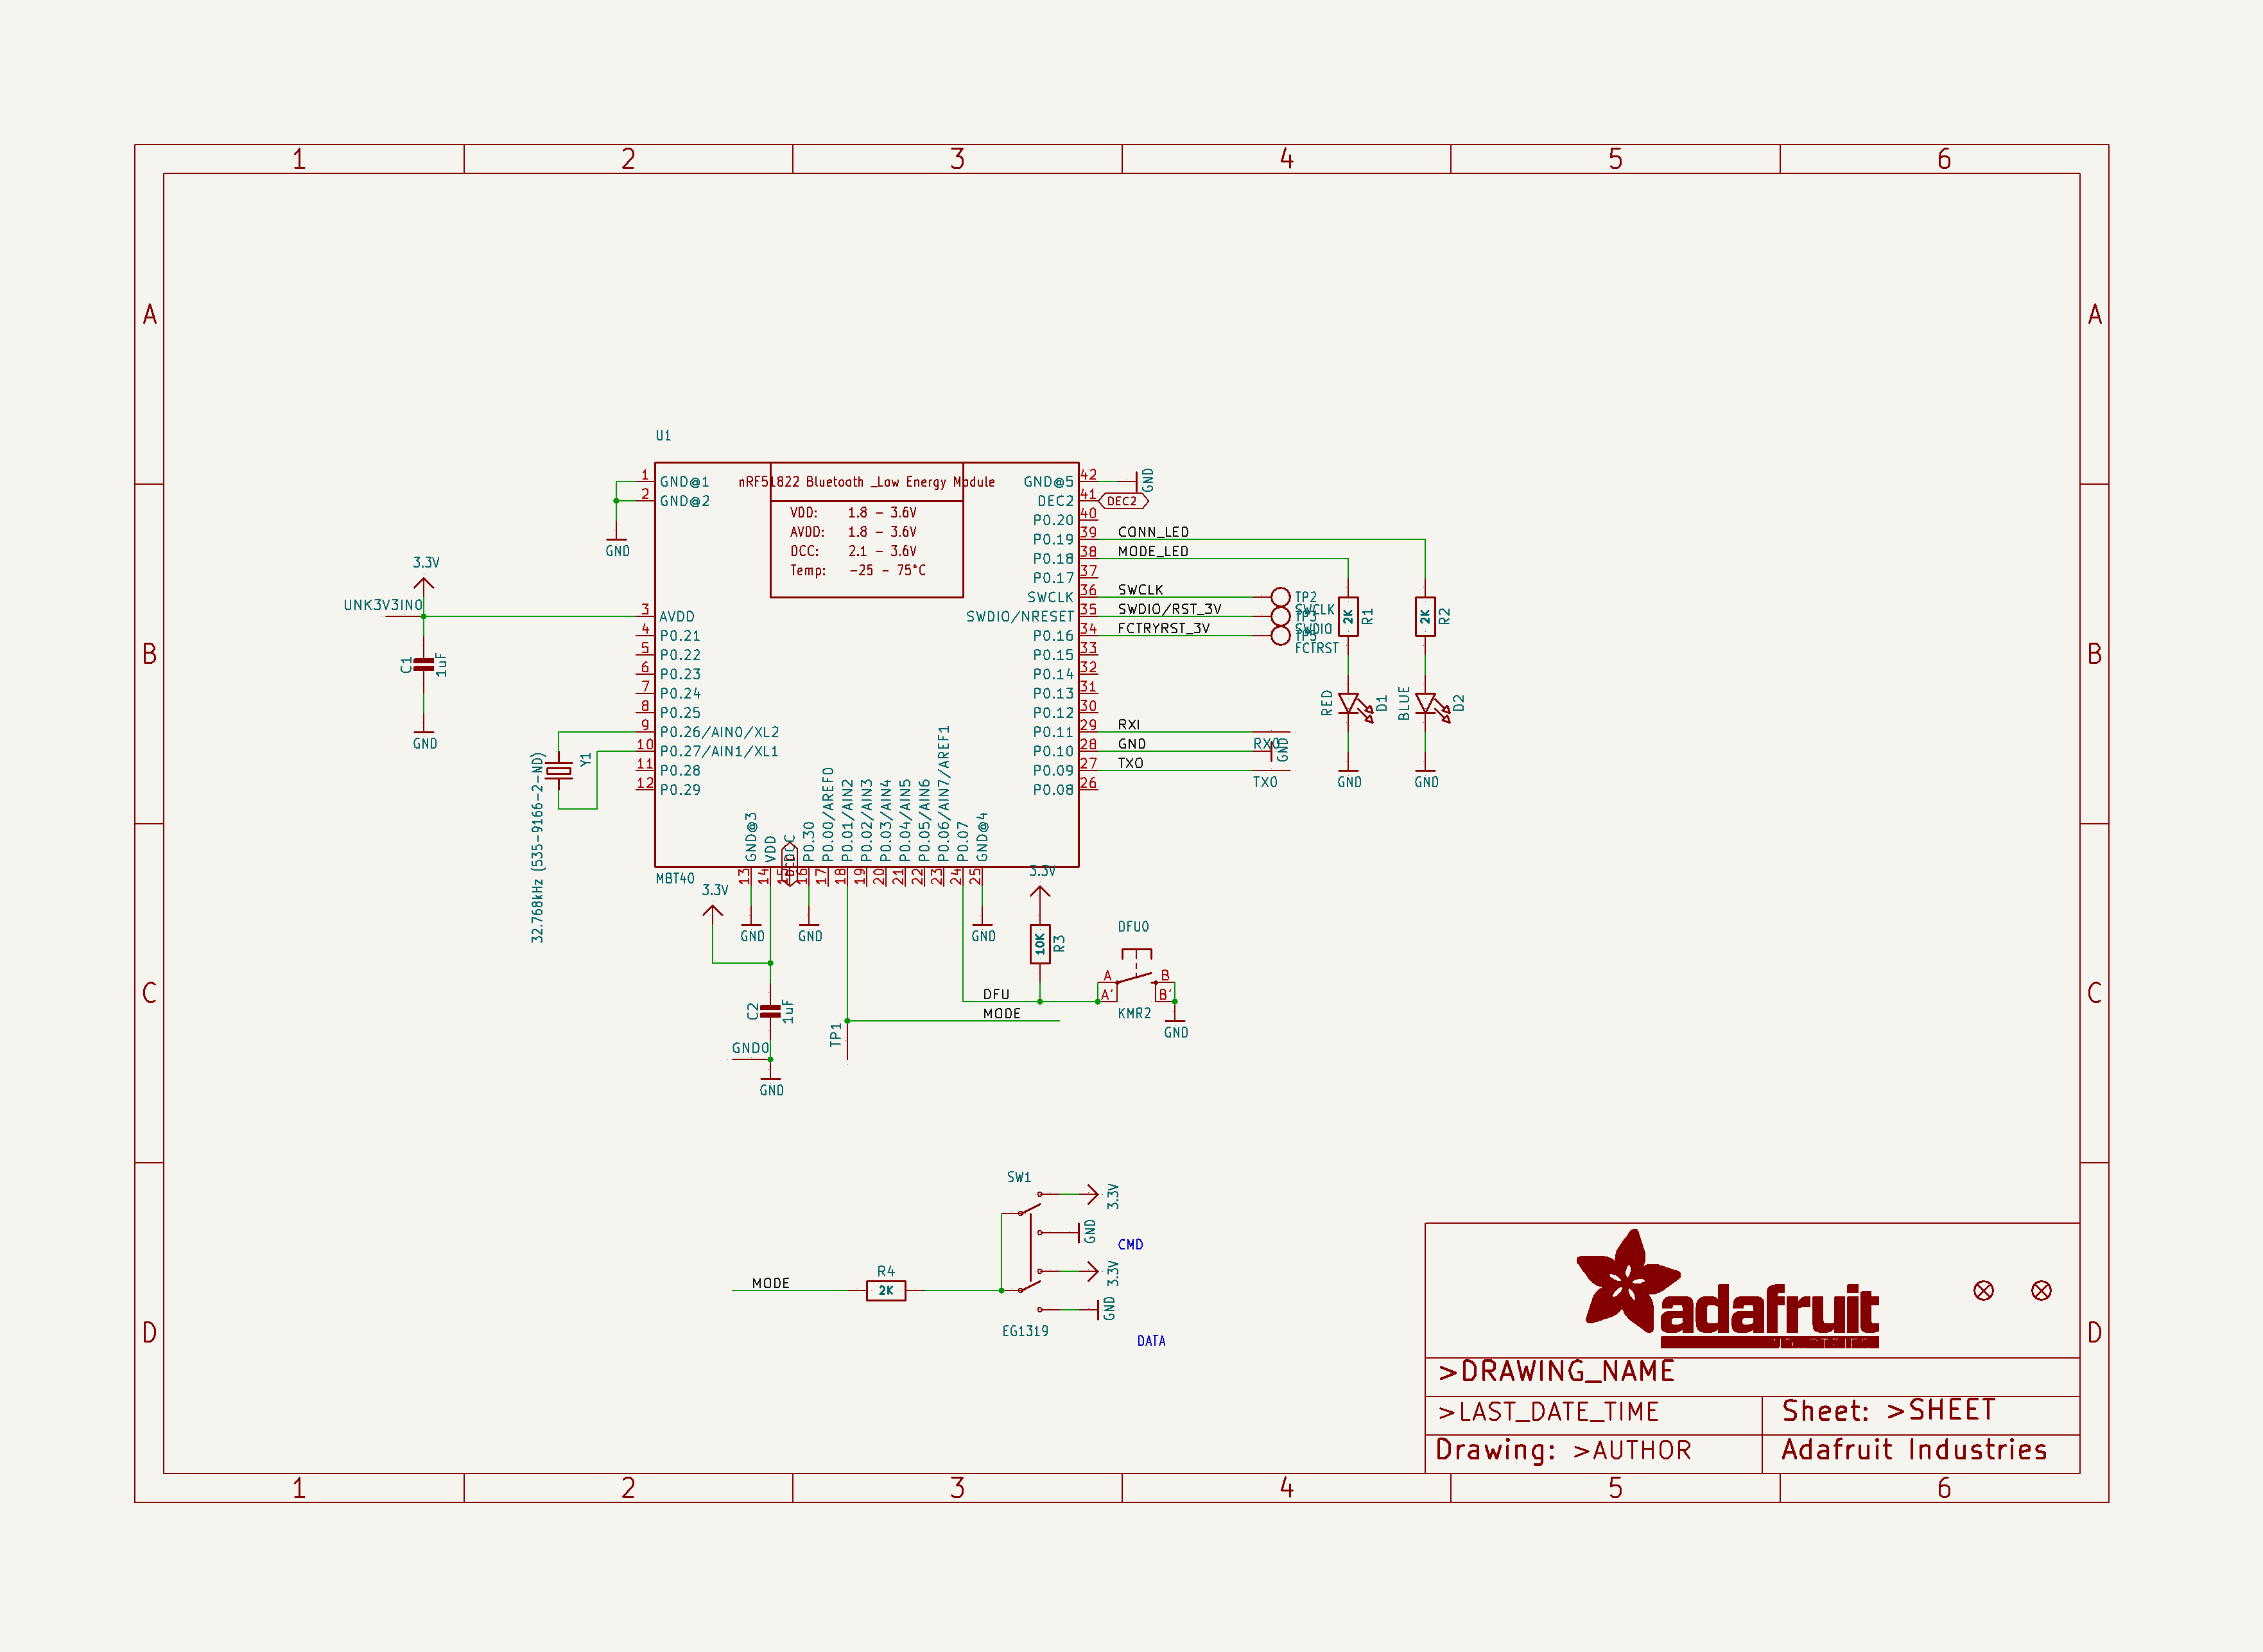 1 2 3 4 5 6
A A
B B
C C
D D
1 2 3 4 5 6
U1
nRF51822 Bluetooth _Low Energy Module
VDD: 1.8 - 3.6V
AVDD: 1.8 - 3.6V
DCC: 2.1 - 3.6V
Temp: -25 - 75°C
1 GND@1
2 GND@2
3 AVDD
4 P0.21
5 P0.22
6 P0.23
7 P0.24
8 P0.25
9 P0.26/AIN0/XL2
10 P0.27/AIN1/XL1
11 P0.28
12 P0.29
GND@5 42
DEC2 41
P0.20 40
P0.19 39
P0.18 38
P0.17 37
SWCLK 36
SWDIO/NRESET 35
P0.16 34
P0.15 33
P0.14 32
P0.13 31
P0.12 30
P0.11 29
P0.10 28
P0.09 27
P0.08 26
13 GND@3
14 VDD
15
16 P0.30
17 P0.00/AREF0
18 P0.01/AIN2
19 P0.02/AIN3
20 P0.03/AIN4
21 P0.04/AIN5
22 P0.05/AIN6
23 P0.06/AIN7/AREF1
24 P0.07
25 GND@4
MBT40
GND
3.3V
UNK3V3IN0
C1
1uF
GND
Y1
32.768kHz (535-9166-2-ND)
GND
DEC2
CONN_LED
MODE_LED
SWCLK
SWDIO/RST_3V
FCTRYRST_3V
TP2
SWCLK
TP3
SWDIO
TP5
FCTRST
2K
R1
2K
R2
RED
D1
BLUE
D2
GND
GND
RXI
GND
TXO
RX0
GND
TX0
3.3V
GND
GND
GND
3.3V
10K
R3
DFU0
A
A'
B
B'
KMR2
GND
DFU
MODE
TP1
C2
1uF
GND0
GND
SW1
3.3V
GND
CMD
3.3V
GND
DATA
EG1319
MODE
R4
2K
adafruit
>DRAWING_NAME
>LAST_DATE_TIME
Sheet: >SHEET
Drawing: >AUTHOR
Adafruit Industries